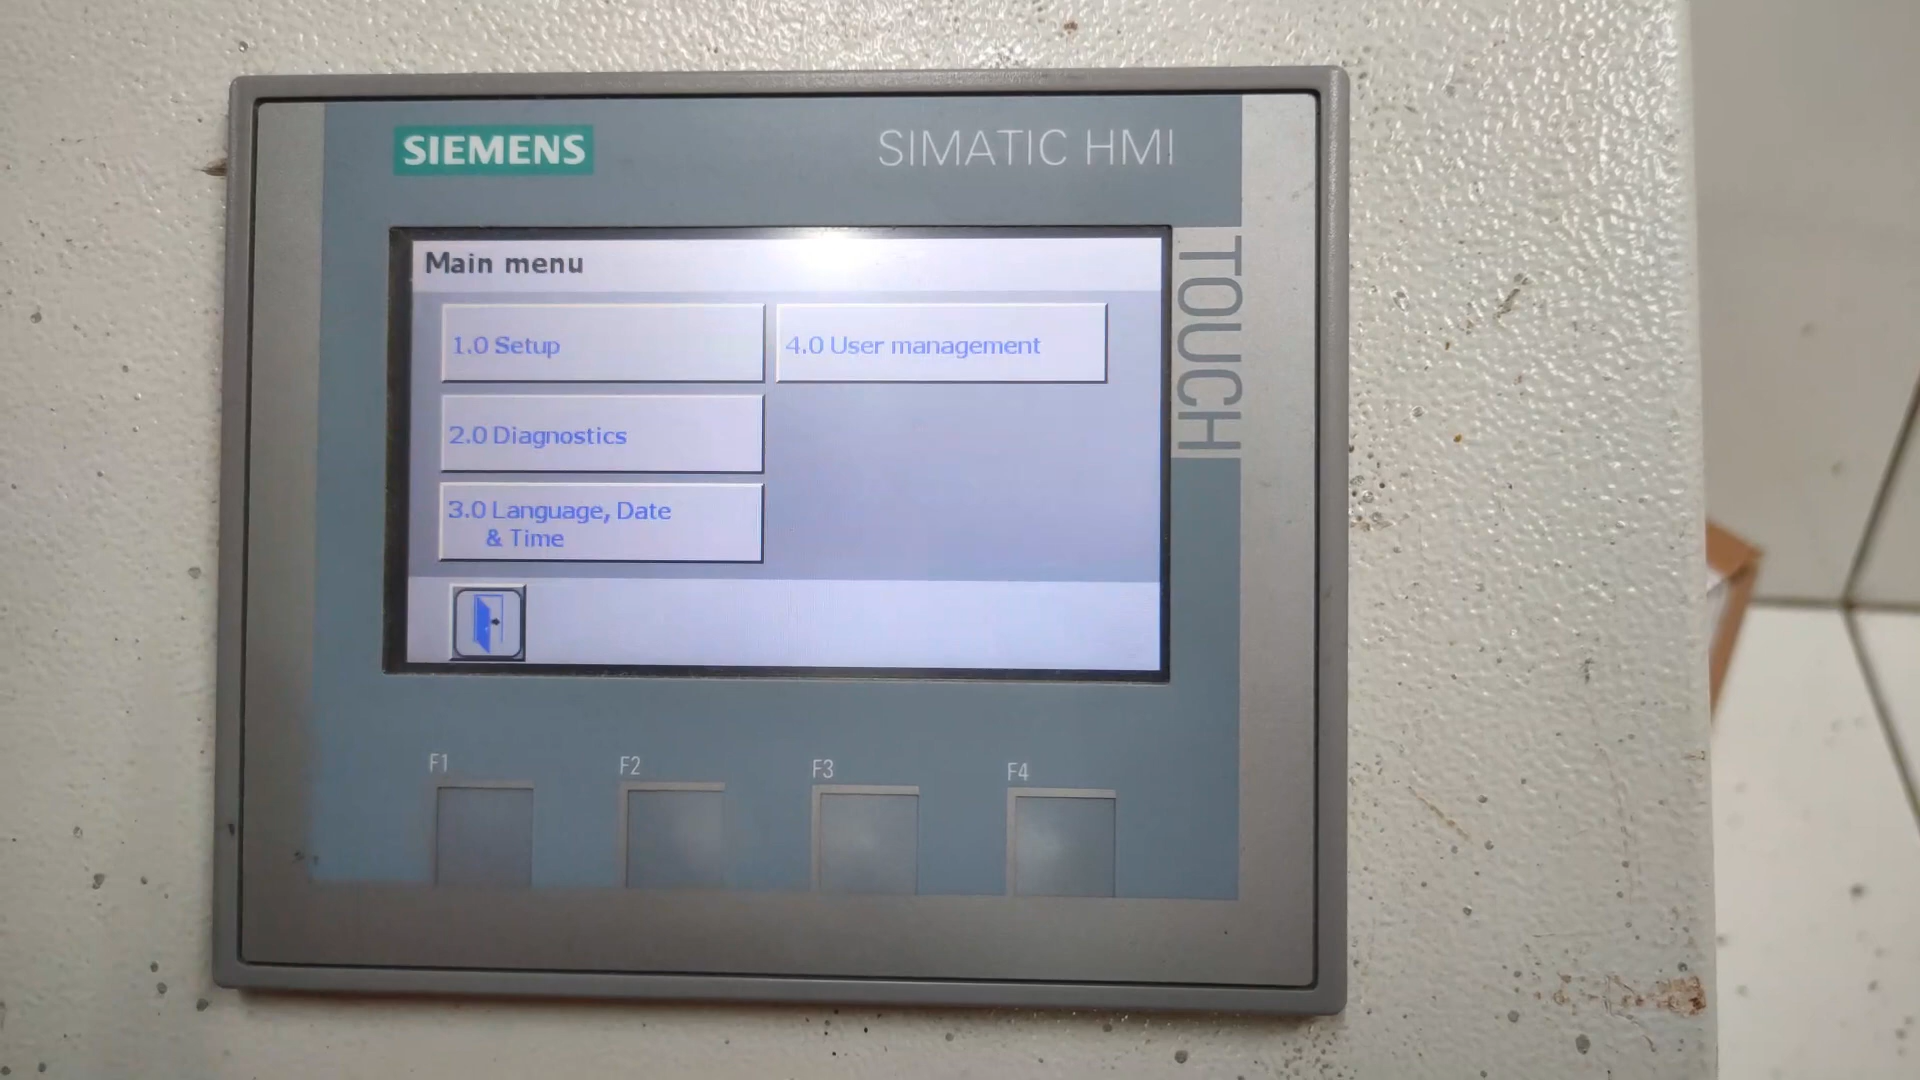 SIEMENS
SIMATIC HMI
TOUCH
Main menu
1.0 Setup
4.0 User management
2.0 Diagnostics
3.0 Language, Date
& Time
F1
F2
F3
F4